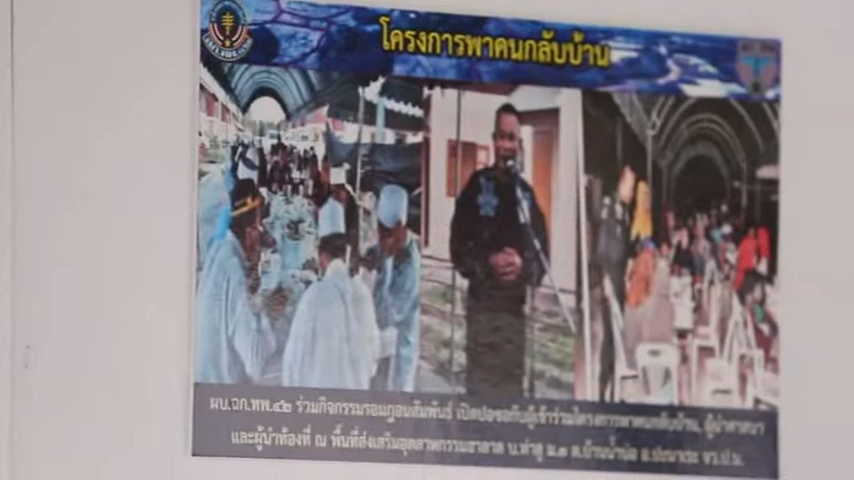 โครงการพาคนกลับบ้าน
ผบ.ฉก.ทพ.๔๒ ร่วมกิจกรรมรอมฎอนสัมพันธ์ เปิดปอซอกับผู้เข้าร่วมโครงการพาคนกลับบ้าน, ผู้นำศาสนา
และผู้นำท้องที่ ณ พื้นที่ส่งเสริมอุตสาหกรรมฮาลาล บ.ท่าสู ม.๓ ต.บ้านน้ำบ่อ อ.ปะนาเระ จว.ป.น.